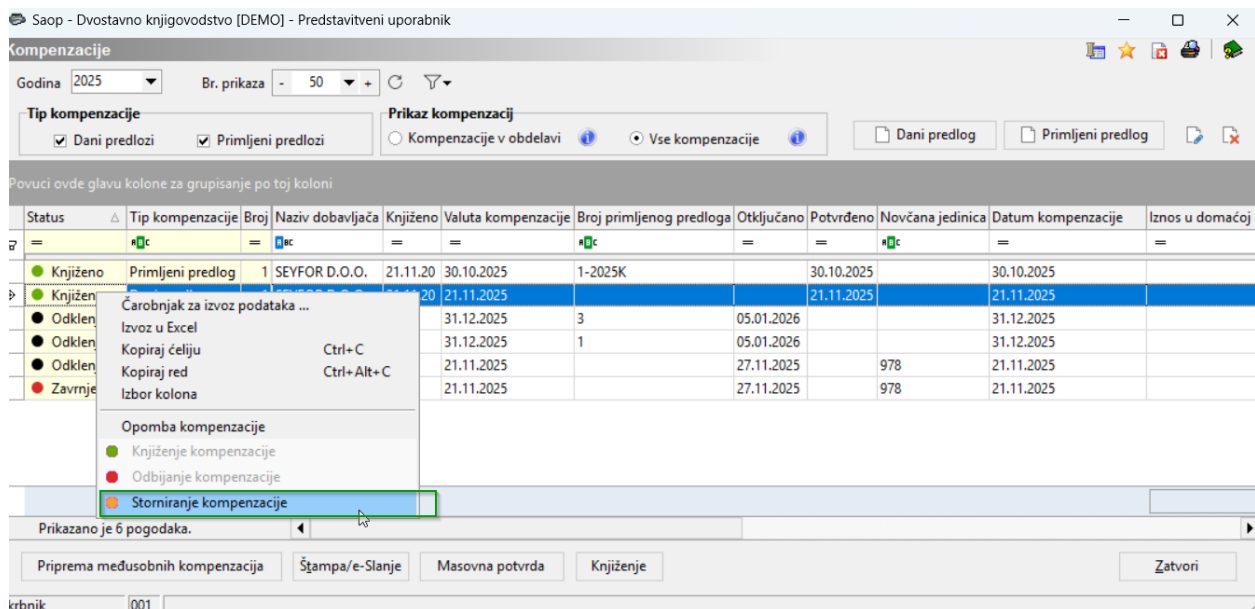 Saop - Dvostavno knjigovodstvo [DEMO] - Predstavitveni uporabnik
Kompenzacije
Godina 2025 Br. prikaza - 50 +
Tip kompenzacije Prikaz kompenzacij
Dani predlozi Primljeni predlozi Kompenzacije v obdelavi Vse kompenzacije Dani predlog Primljeni predlog
Povuci ovde glavu kolone za grupisanje po toj koloni
Status Tip kompenzacije Broj Naziv dobavljača Knjiženo Valuta kompenzacije Broj primljenog predloga Otključano Potvrđeno Novčana jedinica Datum kompenzacije Iznos u domaćoj
= ABC = ABC = = ABC = = ABC = =
Knjiženo Primljeni predlog 1 SEYFOR D.O.O. 21.11.20 30.10.2025 1-2025K 30.10.2025 30.10.2025
Knjižen 20 21.11.2025 21.11.2025 21.11.2025
Odklen 31.12.2025 3 05.01.2026 31.12.2025
Odklen 31.12.2025 1 05.01.2026 31.12.2025
Odklen 21.11.2025 27.11.2025 978 21.11.2025
Zavrnje 21.11.2025 27.11.2025 978 21.11.2025
Čarobnjak za izvoz podataka ...
Izvoz u Excel
Kopiraj ćeliju Ctrl+C
Kopiraj red Ctrl+Alt+C
Izbor kolona
Opomba kompenzacije
Knjiženje kompenzacije
Odbijanje kompenzacije
Storniranje kompenzacije
Prikazano je 6 pogodaka.
Priprema međusobnih kompenzacija Štampa/e-Slanje Masovna potvrda Knjiženje Zatvori
krbnik 001